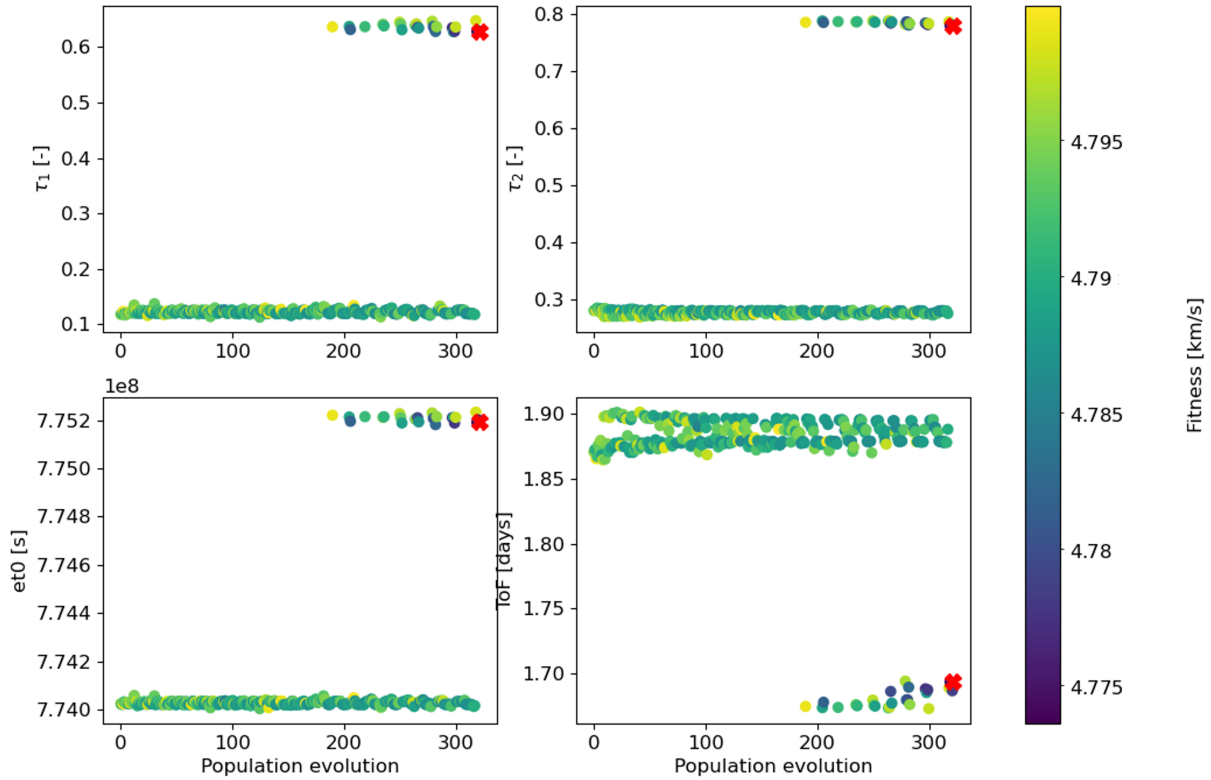 0.6
0.5
0.4
0.3
0.2
0.1
τ1 [-]
0 100 200 300
0.8
0.7
0.6
0.5
0.4
0.3
τ2 [-]
0 100 200 300
1e8
7.752
7.750
7.748
7.746
7.744
7.742
7.740
et0 [s]
0 100 200 300
Population evolution
1.90
1.85
1.80
1.75
1.70
ToF [days]
0 100 200 300
Population evolution
4.795
4.79
4.785
4.78
4.775
Fitness [km/s]